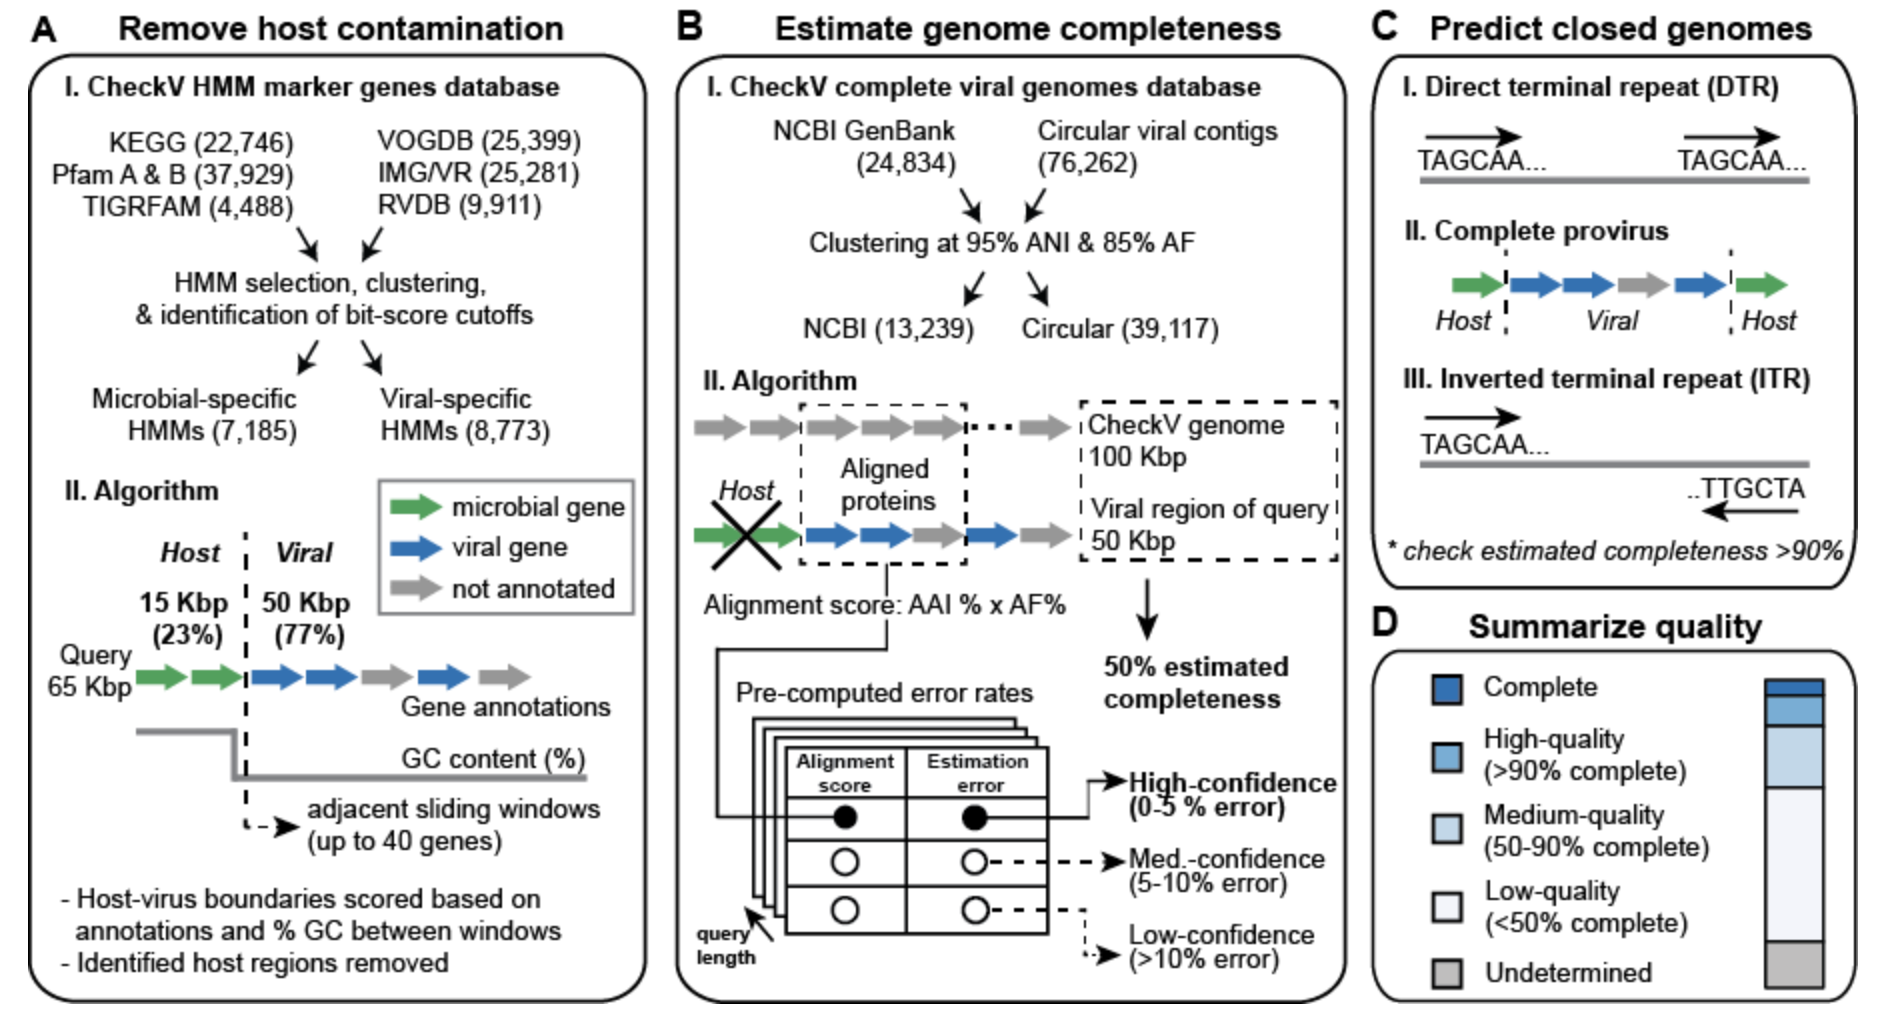 A Remove host contamination
I. CheckV HMM marker genes database
KEGG (22,746)
Pfam A & B (37,929)
TIGRFAM (4,488)
VOGDB (25,399)
IMG/VR (25,281)
RVDB (9,911)
HMM selection, clustering,
& identification of bit-score cutoffs
Microbial-specific
HMMs (7,185)
Viral-specific
HMMs (8,773)
II. Algorithm
microbial gene
viral gene
not annotated
Host
Viral
15 Kbp
(23%)
50 Kbp
(77%)
Query
65 Kbp
Gene annotations
GC content (%)
adjacent sliding windows
(up to 40 genes)
- Host-virus boundaries scored based on
annotations and % GC between windows
- Identified host regions removed
B Estimate genome completeness
I. CheckV complete viral genomes database
NCBI GenBank
(24,834)
Circular viral contigs
(76,262)
Clustering at 95% ANI & 85% AF
NCBI (13,239)
Circular (39,117)
II. Algorithm
CheckV genome
100 Kbp
Aligned
proteins
Host
Viral region of query
50 Kbp
Alignment score: AAI % x AF%
50% estimated
completeness
Pre-computed error rates
Alignment
score
Estimation
error
High-confidence
(0-5 % error)
Med.-confidence
(5-10% error)
Low-confidence
(>10% error)
query
length
C Predict closed genomes
I. Direct terminal repeat (DTR)
TAGCAA... TAGCAA...
II. Complete provirus
Host Viral Host
III. Inverted terminal repeat (ITR)
TAGCAA...
..TTGCTA
* check estimated completeness >90%
D Summarize quality
Complete
High-quality
(>90% complete)
Medium-quality
(50-90% complete)
Low-quality
(<50% complete)
Undetermined